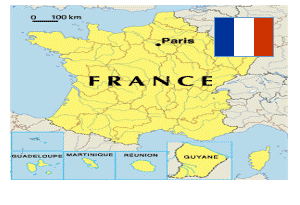 0 100 km
Paris
FRANCE
GUADELOUPE
MARTINIQUE
RÉUNION
GUYANE